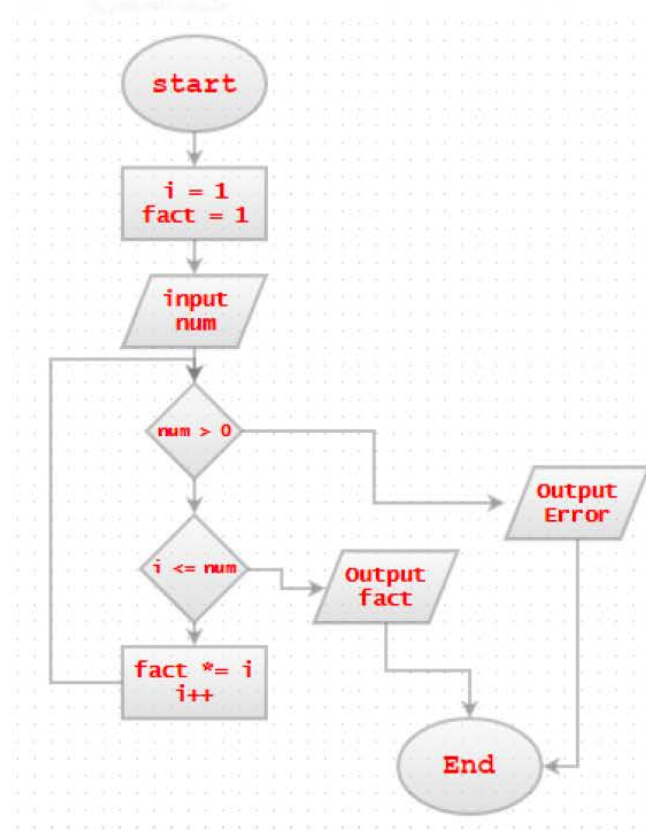 start
i = 1
fact = 1
input
num
num > 0
Output
Error
i <= num
Output
fact
fact *= i
i++
End